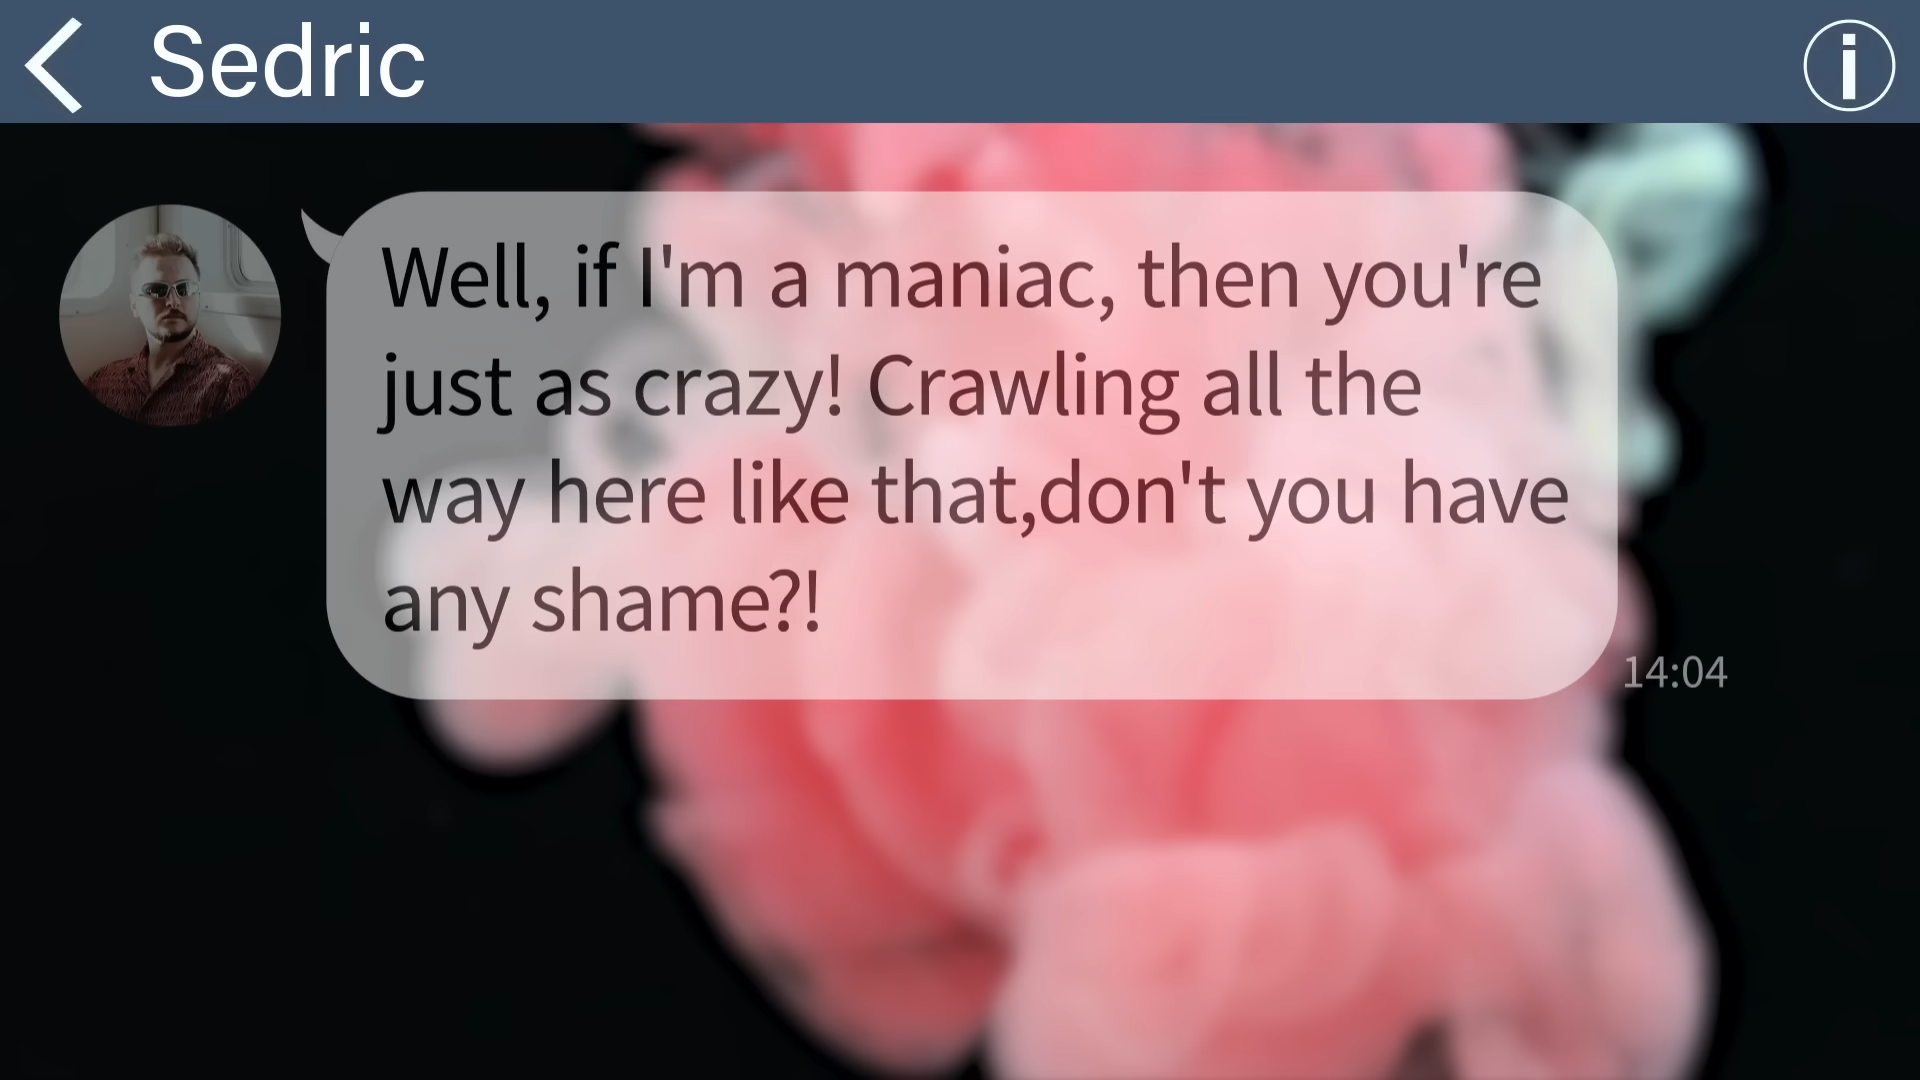 Sedric
Well, if I'm a maniac, then you're
just as crazy! Crawling all the
way here like that,don't you have
any shame?!
14:04